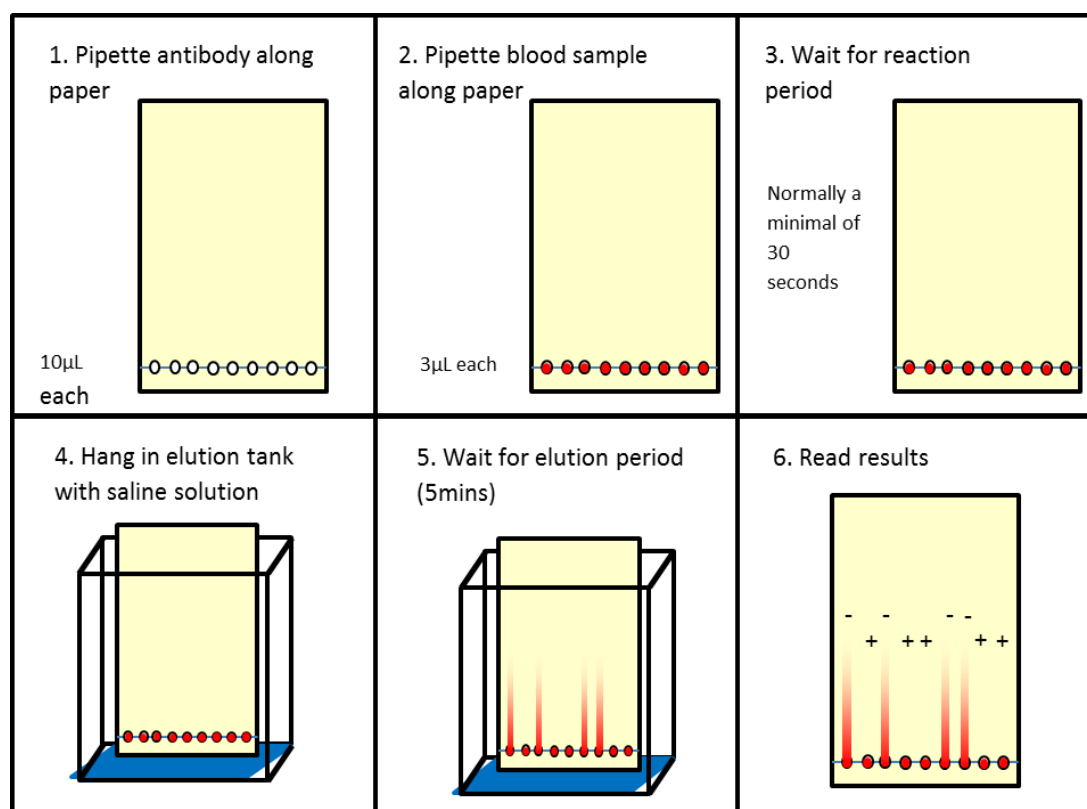 1. Pipette antibody along
paper
10µL
each
2. Pipette blood sample
along paper
3µL each
3. Wait for reaction
period
Normally a
minimal of
30
seconds
4. Hang in elution tank
with saline solution
5. Wait for elution period
(5mins)
6. Read results
- - - -
+ + + + +